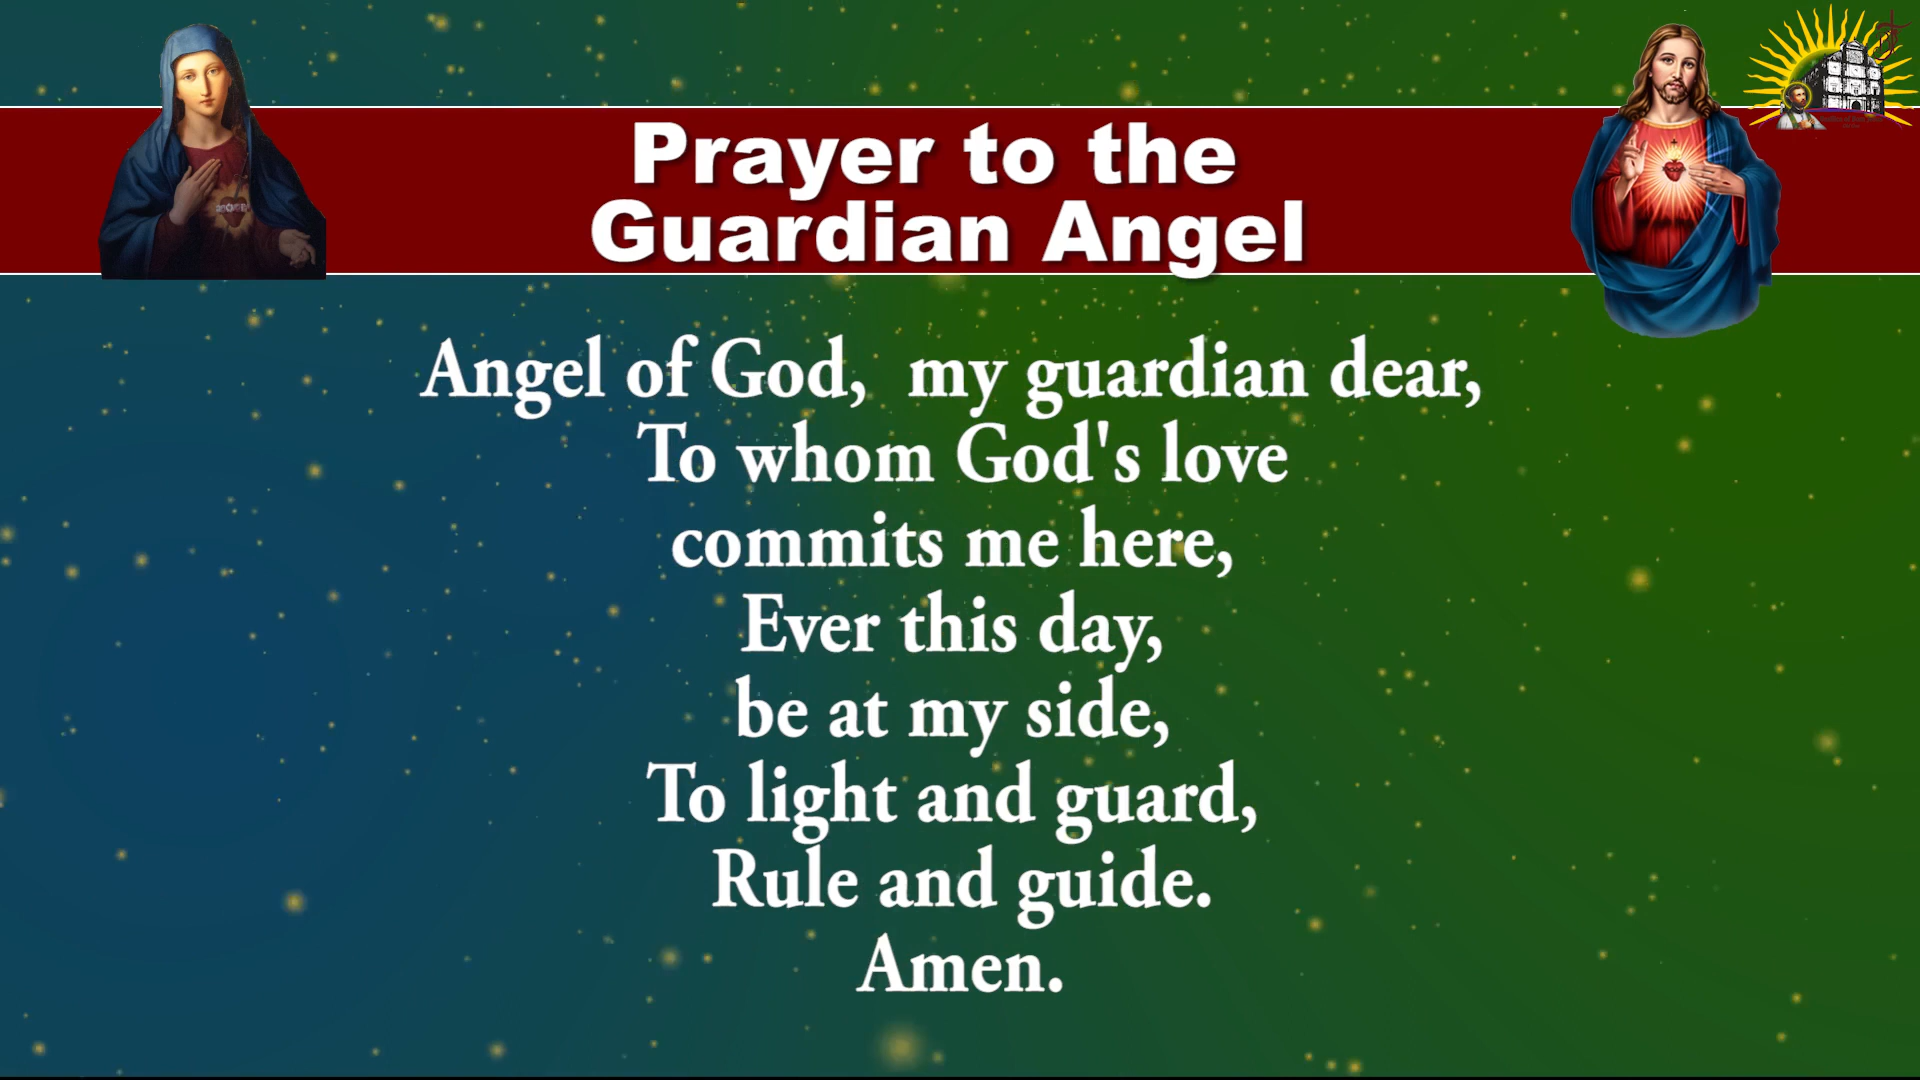 Prayer to the
Guardian Angel
Angel of God,  my guardian dear,
To whom God's love
commits me here,
Ever this day,
be at my side,
To light and guard,
Rule and guide.
Amen.